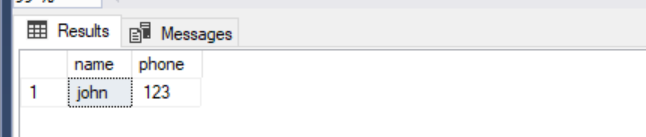 Results Messages
name phone
1 john 123